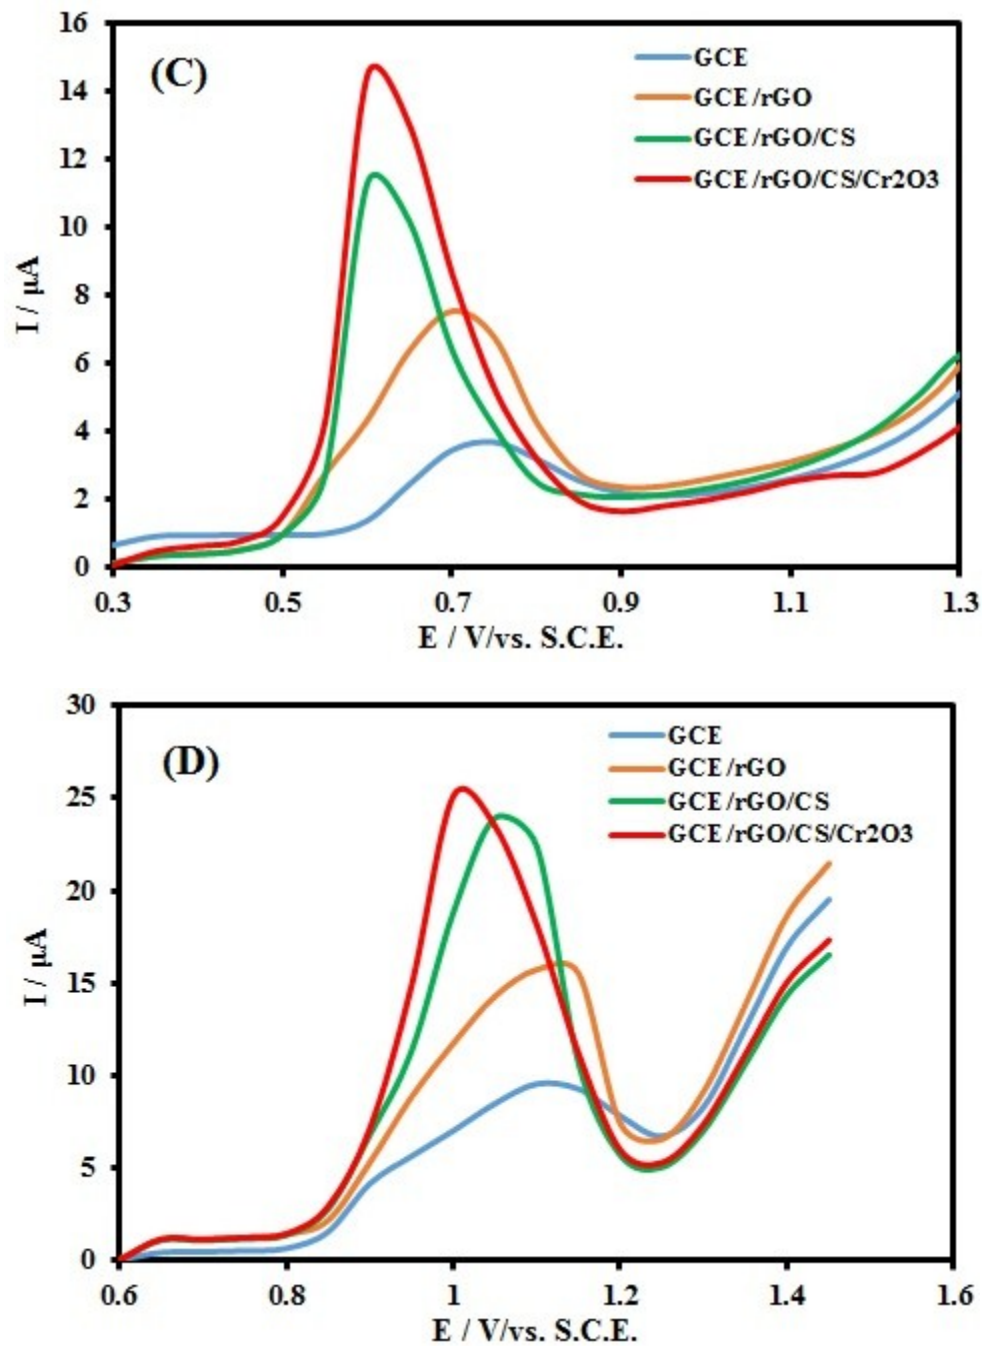 16
14
12
10
8
6
4
2
0
I / µA
(C)
GCE
GCE/rGO
GCE/rGO/CS
GCE/rGO/CS/Cr2O3
0.3 0.5 0.7 0.9 1.1 1.3
E / V/vs. S.C.E.
30
25
20
15
10
5
0
I / µA
(D)
GCE
GCE/rGO
GCE/rGO/CS
GCE/rGO/CS/Cr2O3
0.6 0.8 1 1.2 1.4 1.6
E / V/vs. S.C.E.